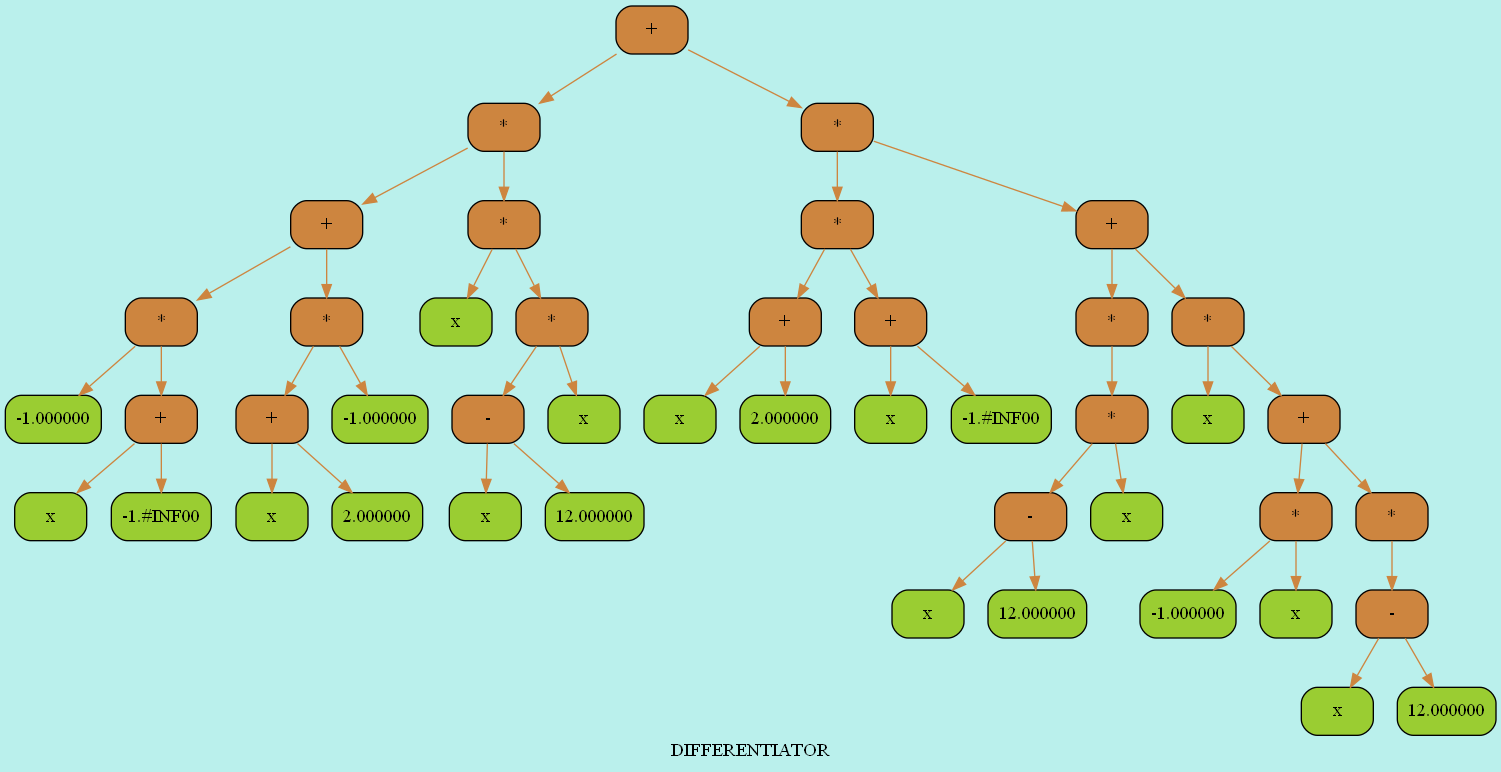 +
* *
+ * * +
* * x * + + * *
-1.000000 + + -1.000000 - x x 2.000000 x -1.#INF00 * x +
x -1.#INF00 x 2.000000 x 12.000000 - x * *
x 12.000000 -1.000000 x -
x 12.000000
DIFFERENTIATOR